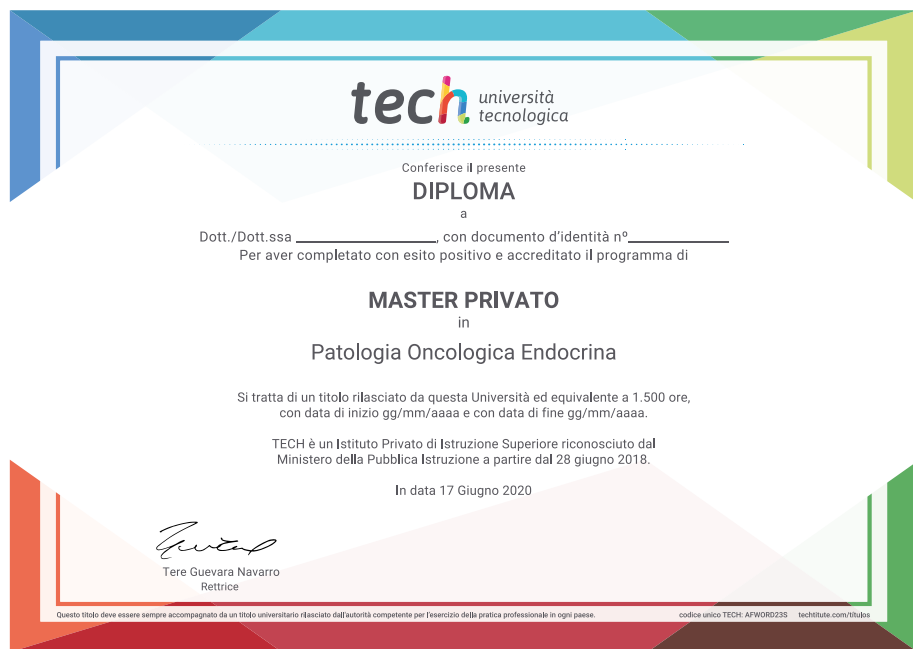 tech università
tecnologica
Conferisce il presente
DIPLOMA
a
Dott./Dott.ssa ________________, con documento d'identità nº____________
Per aver completato con esito positivo e accreditato il programma di
MASTER PRIVATO
in
Patologia Oncologica Endocrina
Si tratta di un titolo rilasciato da questa Università ed equivalente a 1.500 ore,
con data di inizio gg/mm/aaaa e con data di fine gg/mm/aaaa.
TECH è un Istituto Privato di Istruzione Superiore riconosciuto dal
Ministero della Pubblica Istruzione a partire dal 28 giugno 2018.
In data 17 Giugno 2020
Tere Guevara Navarro
Rettrice
Questo titolo deve essere sempre accompagnato da un titolo universitario rilasciato dall'autorità competente per l'esercizio della pratica professionale in ogni paese. codice unico TECH: AFWORD23S techtitute.com/títulos